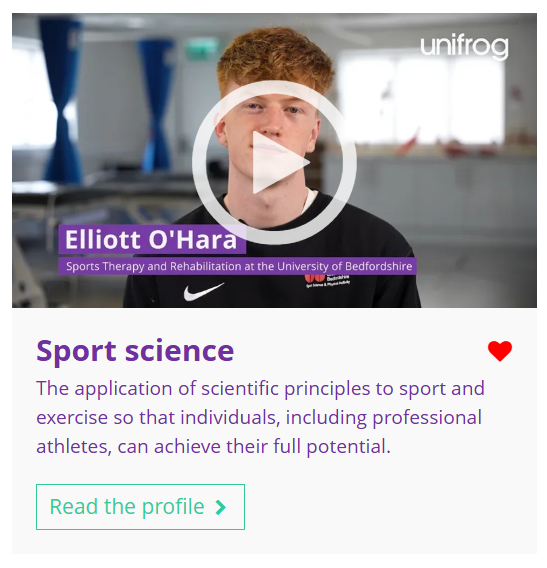 unifrog
Elliott O'Hara
Sports Therapy and Rehabilitation at the University of Bedfordshire
Bedfordshire
Sport science
The application of scientific principles to sport and
exercise so that individuals, including professional
athletes, can achieve their full potential.
Read the profile